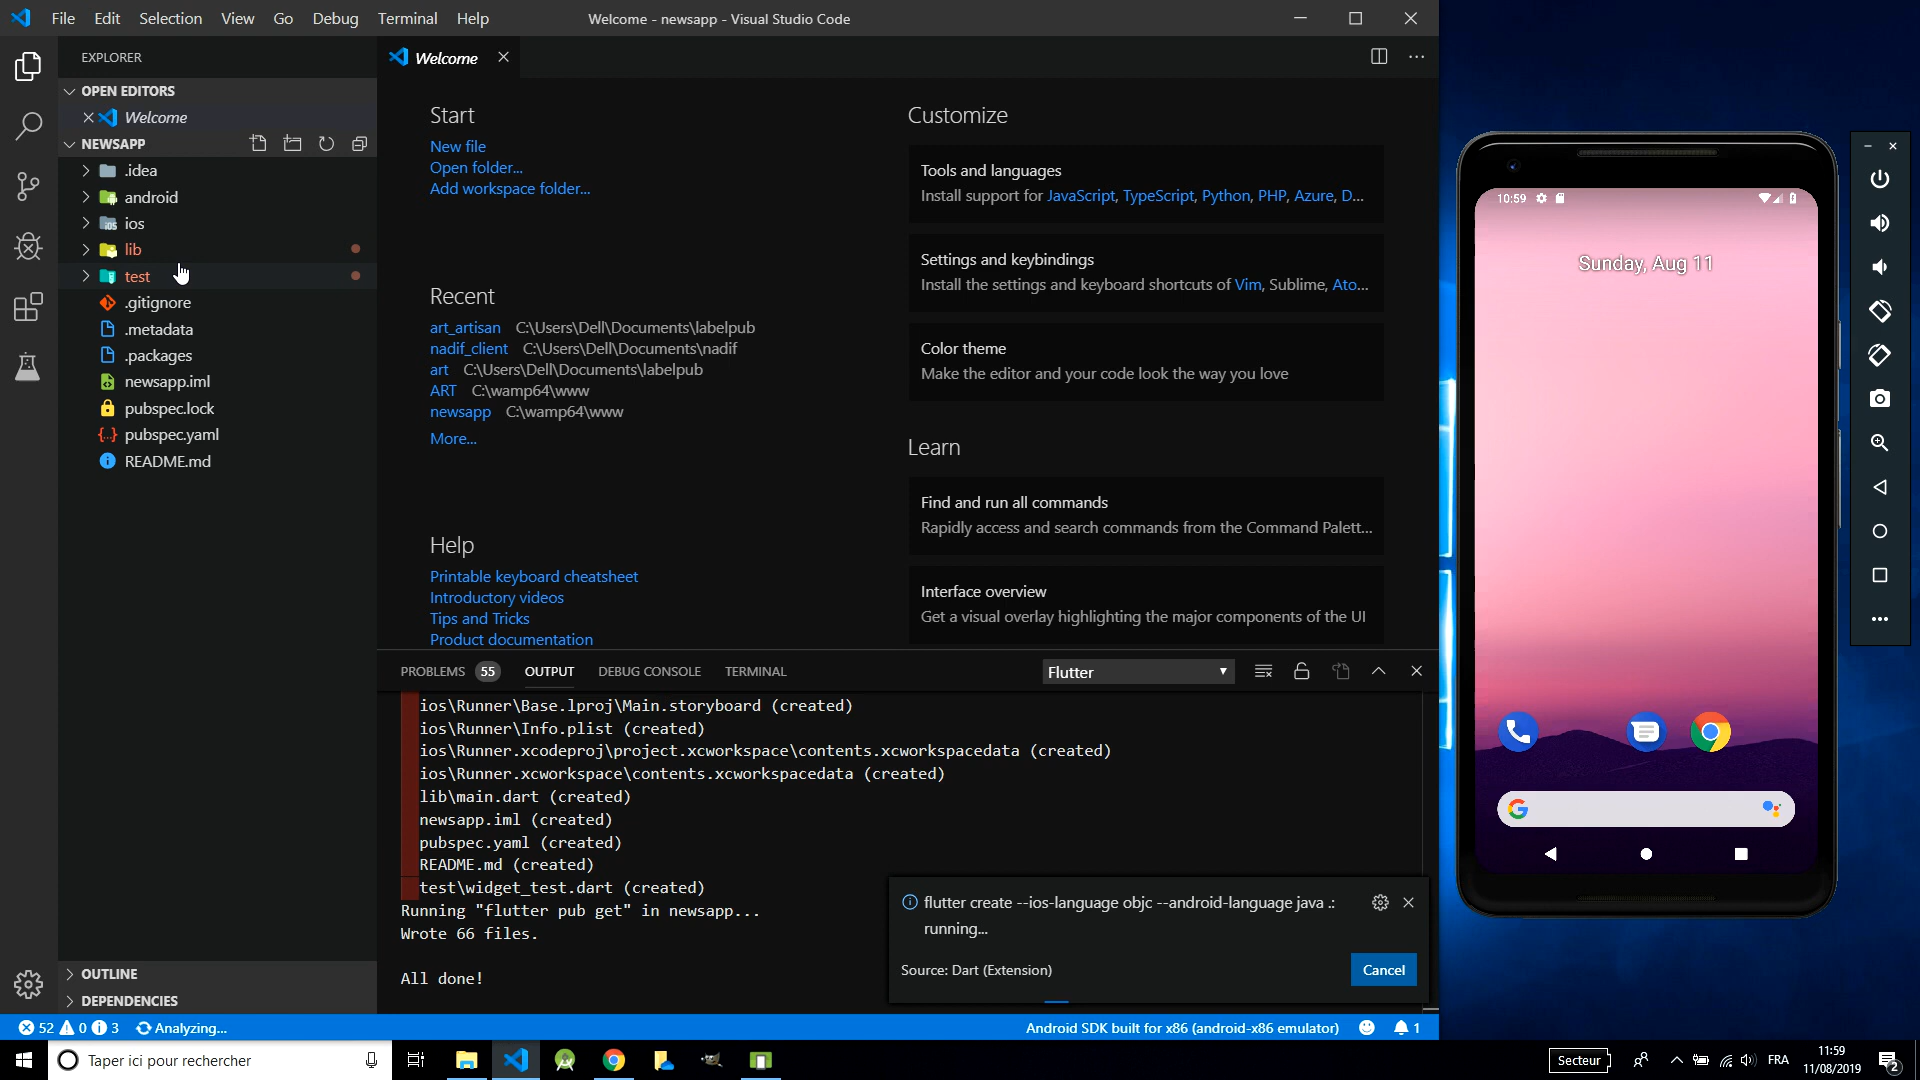 File Edit Selection View Go Debug Terminal Help
Welcome - newsapp - Visual Studio Code
EXPLORER
OPEN EDITORS
Welcome
NEWSAPP
.idea
android
ios
lib
test
.gitignore
.metadata
.packages
newsapp.iml
pubspec.lock
pubspec.yaml
README.md
OUTLINE
DEPENDENCIES
Welcome
Start
New file
Open folder...
Add workspace folder...
Recent
art_artisan C:\Users\Dell\Documents\labelpub
nadif_client C:\Users\Dell\Documents\nadif
art C:\Users\Dell\Documents\labelpub
ART C:\wamp64\www
newsapp C:\wamp64\www
More...
Help
Printable keyboard cheatsheet
Introductory videos
Tips and Tricks
Product documentation
Customize
Tools and languages
Install support for JavaScript, TypeScript, Python, PHP, Azure, D...
Settings and keybindings
Install the settings and keyboard shortcuts of Vim, Sublime, Ato...
Color theme
Make the editor and your code look the way you love
Learn
Find and run all commands
Rapidly access and search commands from the Command Palett...
Interface overview
Get a visual overlay highlighting the major components of the UI
PROBLEMS 55 OUTPUT DEBUG CONSOLE TERMINAL
Flutter
ios\Runner\Base.lproj\Main.storyboard (created)
ios\Runner\Info.plist (created)
ios\Runner.xcodeproj\project.xcworkspace\contents.xcworkspacedata (created)
ios\Runner.xcworkspace\contents.xcworkspacedata (created)
lib\main.dart (created)
newsapp.iml (created)
pubspec.yaml (created)
README.md (created)
test\widget_test.dart (created)
Running "flutter pub get" in newsapp...
Wrote 66 files.
All done!
flutter create --ios-language objc --android-language java .:
running...
Source: Dart (Extension)
Cancel
52 0 3 Analyzing...
Android SDK built for x86 (android-x86 emulator)
1
10:59
Sunday, Aug 11
Taper ici pour rechercher
Secteur
FRA
11:59
11/08/2019
2